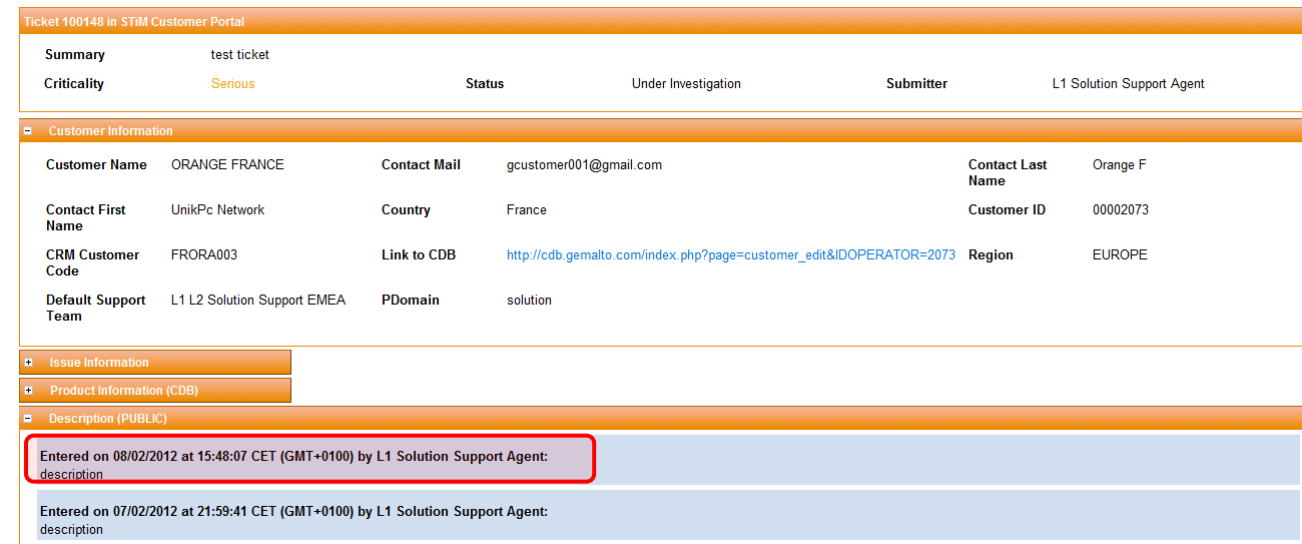 Ticket 100148 in STiM Customer Portal
Summary test ticket
Criticality Serious Status Under Investigation Submitter L1 Solution Support Agent
Customer Information
Customer Name ORANGE FRANCE Contact Mail gcustomer001@gmail.com Contact Last Name Orange F
Contact First Name UnikPc Network Country France Customer ID 00002073
CRM Customer Code FRORA003 Link to CDB http://cdb.gemalto.com/index.php?page=customer_edit&IDOPERATOR=2073 Region EUROPE
Default Support Team L1 L2 Solution Support EMEA PDomain solution
Issue Information
Product Information (CDB)
Description (PUBLIC)
Entered on 08/02/2012 at 15:48:07 CET (GMT+0100) by L1 Solution Support Agent:
description
Entered on 07/02/2012 at 21:59:41 CET (GMT+0100) by L1 Solution Support Agent:
description